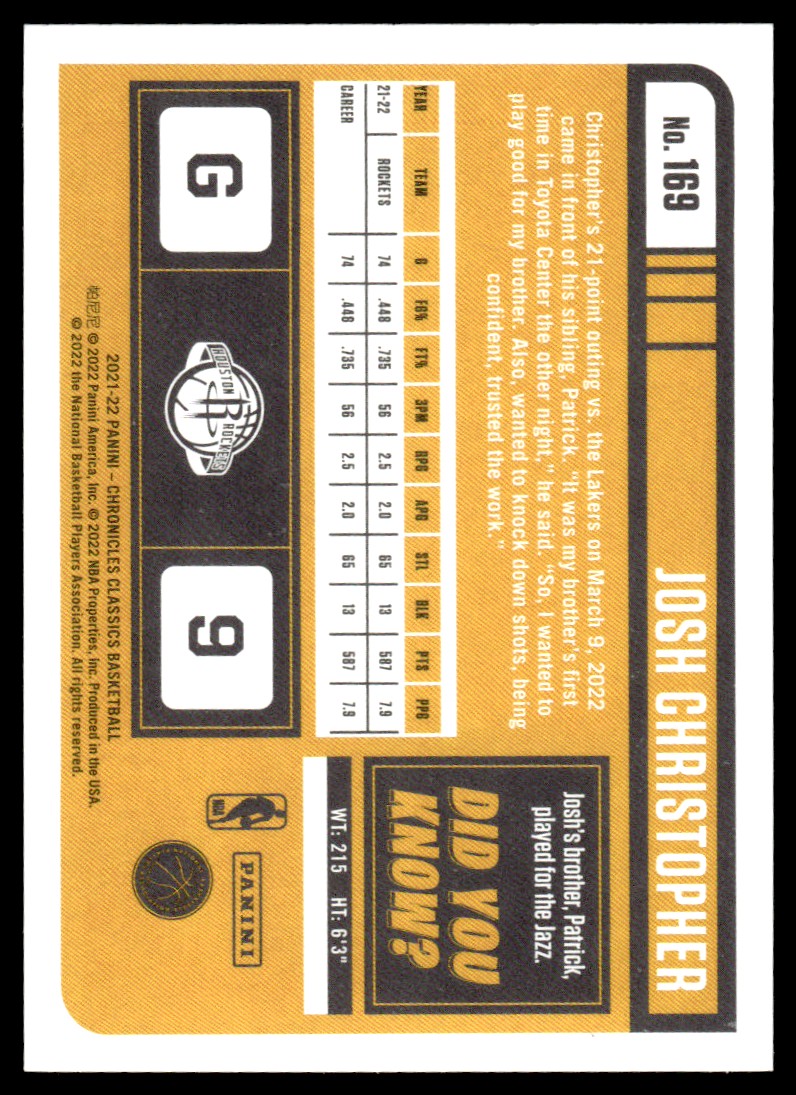 No. 169
JOSH CHRISTOPHER
Christopher's 21-point outing vs. the Lakers on March 9, 2022
came in front of his sibling, Patrick. "It was my brother's first
time in Toyota Center the other night," he said. "So, I wanted to
play good for my brother. Also, wanted to knock down shots, being
confident, trusted the work."
Josh's brother, Patrick,
played for the Jazz.
DID YOU
KNOW?
WT: 215 HT: 6'3"
YEAR TEAM G FG% FT% 3PM RPG APG STL BLK PTS PPG
21-22 ROCKETS 74 .448 .735 56 2.5 2.0 65 13 587 7.9
CAREER 74 .448 .735 56 2.5 2.0 65 13 587 7.9
G
HOUSTON
R
ROCKETS
9
NBA
PANINI
2021-22 PANINI – CHRONICLES CLASSICS BASKETBALL
帕尼尼 © 2022 Panini America, Inc. © 2022 NBA Properties, Inc. Produced in the USA.
© 2022 the National Basketball Players Association. All rights reserved.